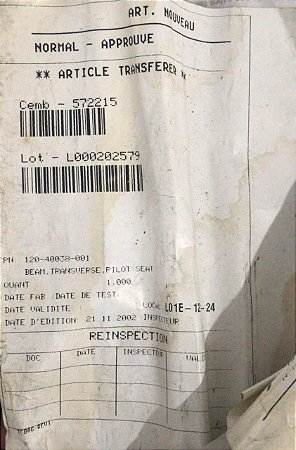 ART. NOUVEAU
NORMAL - APPROUVE
** ARTICLE TRANSFERER **
Cemb - 572215
Lot - L000202579
PN 120-40038-001
BEAM,TRANSVERSE,PILOT SEAT
QUANT 1,000
DATE FAB DATE DE TEST
DATE VALIDITE LOCAL L01E-12-24
DATE D'EDITION 21 11 2002 INSPECTEUR
REINSPECTION
DOC DATE INSPECTEUR VALI